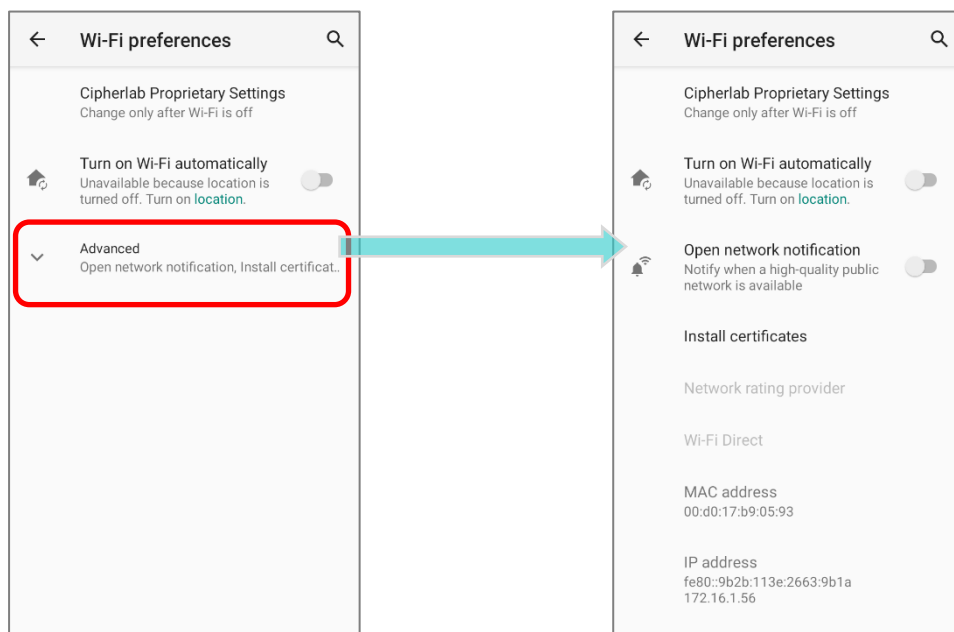 Wi-Fi preferences
Cipherlab Proprietary Settings
Change only after Wi-Fi is off
Turn on Wi-Fi automatically
Unavailable because location is
turned off. Turn on location.
Advanced
Open network notification, Install certificat..
Wi-Fi preferences
Cipherlab Proprietary Settings
Change only after Wi-Fi is off
Turn on Wi-Fi automatically
Unavailable because location is
turned off. Turn on location.
Open network notification
Notify when a high-quality public
network is available
Install certificates
Network rating provider
Wi-Fi Direct
MAC address
00:d0:17:b9:05:93
IP address
fe80::9b2b:113e:2663:9b1a
172.16.1.56